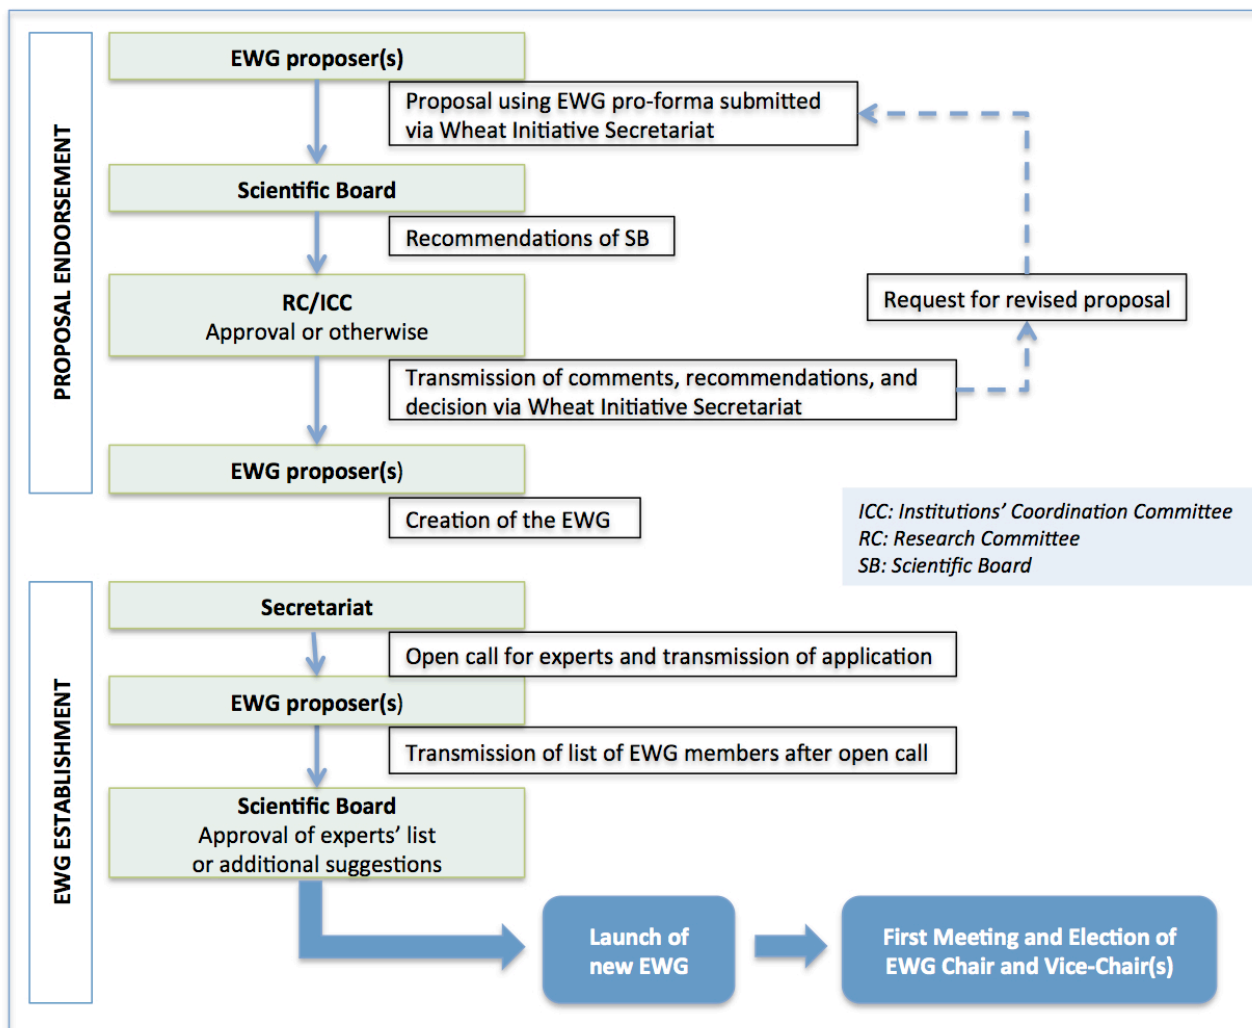 PROPOSAL ENDORSEMENT
EWG proposer(s)
Proposal using EWG pro-forma submitted
via Wheat Initiative Secretariat
Scientific Board
Recommendations of SB
RC/ICC
Approval or otherwise
Request for revised proposal
Transmission of comments, recommendations, and
decision via Wheat Initiative Secretariat
EWG proposer(s)
Creation of the EWG
ICC: Institutions' Coordination Committee
RC: Research Committee
SB: Scientific Board
EWG ESTABLISHMENT
Secretariat
Open call for experts and transmission of application
EWG proposer(s)
Transmission of list of EWG members after open call
Scientific Board
Approval of experts' list
or additional suggestions
Launch of
new EWG
First Meeting and Election of
EWG Chair and Vice-Chair(s)